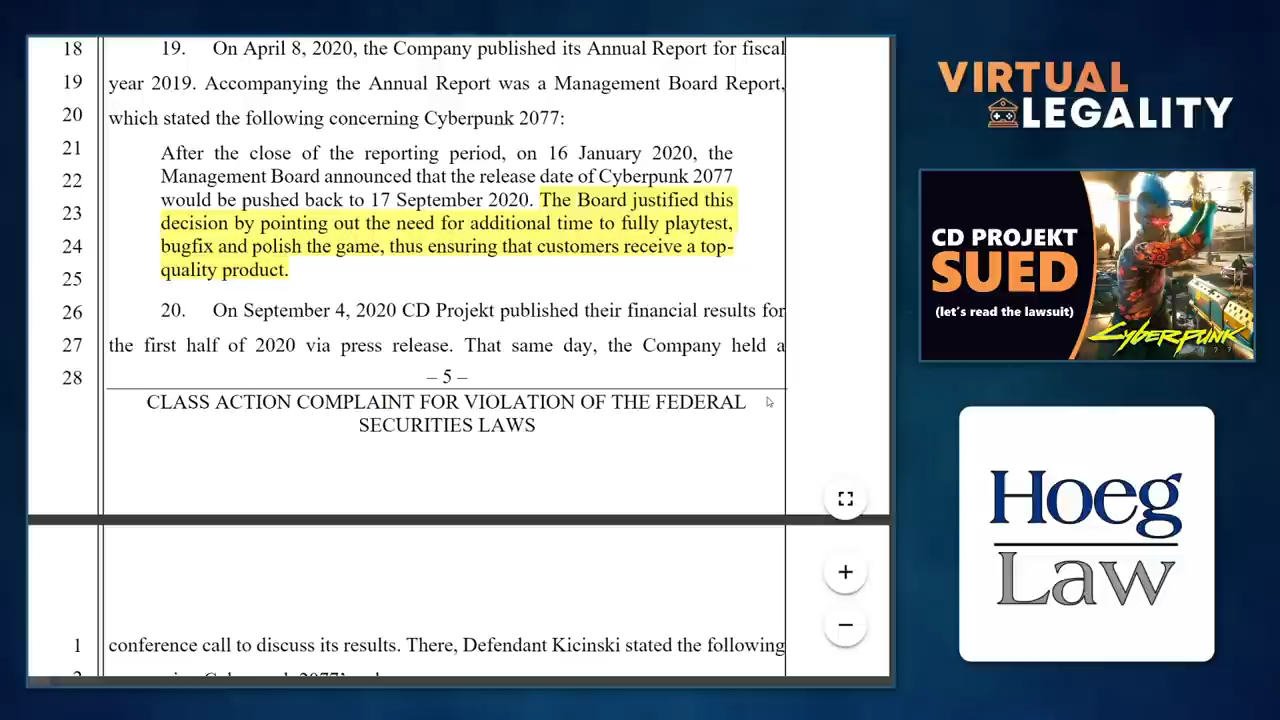 18 19. On April 8, 2020, the Company published its Annual Report for fiscal
19 year 2019. Accompanying the Annual Report was a Management Board Report,
20 which stated the following concerning Cyberpunk 2077:
21 After the close of the reporting period, on 16 January 2020, the
22 Management Board announced that the release date of Cyberpunk 2077
would be pushed back to 17 September 2020. The Board justified this
23 decision by pointing out the need for additional time to fully playtest,
24 bugfix and polish the game, thus ensuring that customers receive a top-
25 quality product.
26 20. On September 4, 2020 CD Projekt published their financial results for
27 the first half of 2020 via press release. That same day, the Company held a
28 – 5 –
CLASS ACTION COMPLAINT FOR VIOLATION OF THE FEDERAL
SECURITIES LAWS
1 conference call to discuss its results. There, Defendant Kicinski stated the following
VIRTUAL
LEGALITY
CD PROJEKT
SUED
(let's read the lawsuit)
Cyberpunk
2077
Hoeg
Law